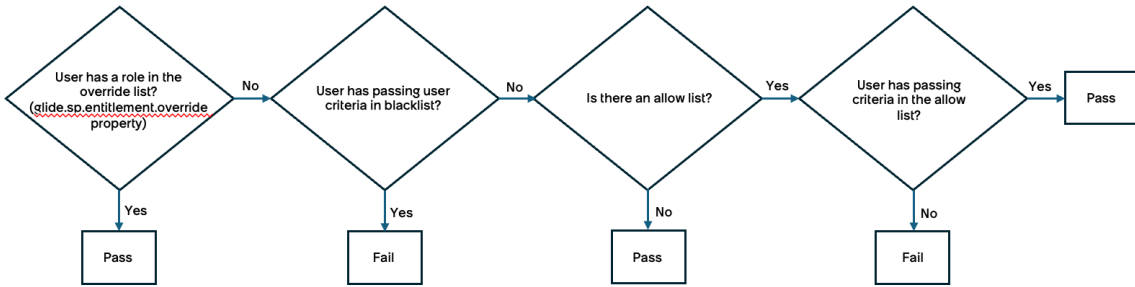 User has a role in the
override list?
(glide.sp.entitlement.override
property)
No
User has passing user
criteria in blacklist?
No
Is there an allow list?
Yes
User has passing
criteria in the allow
list?
Yes
Pass
Yes
Yes
No
No
Pass
Fail
Pass
Fail